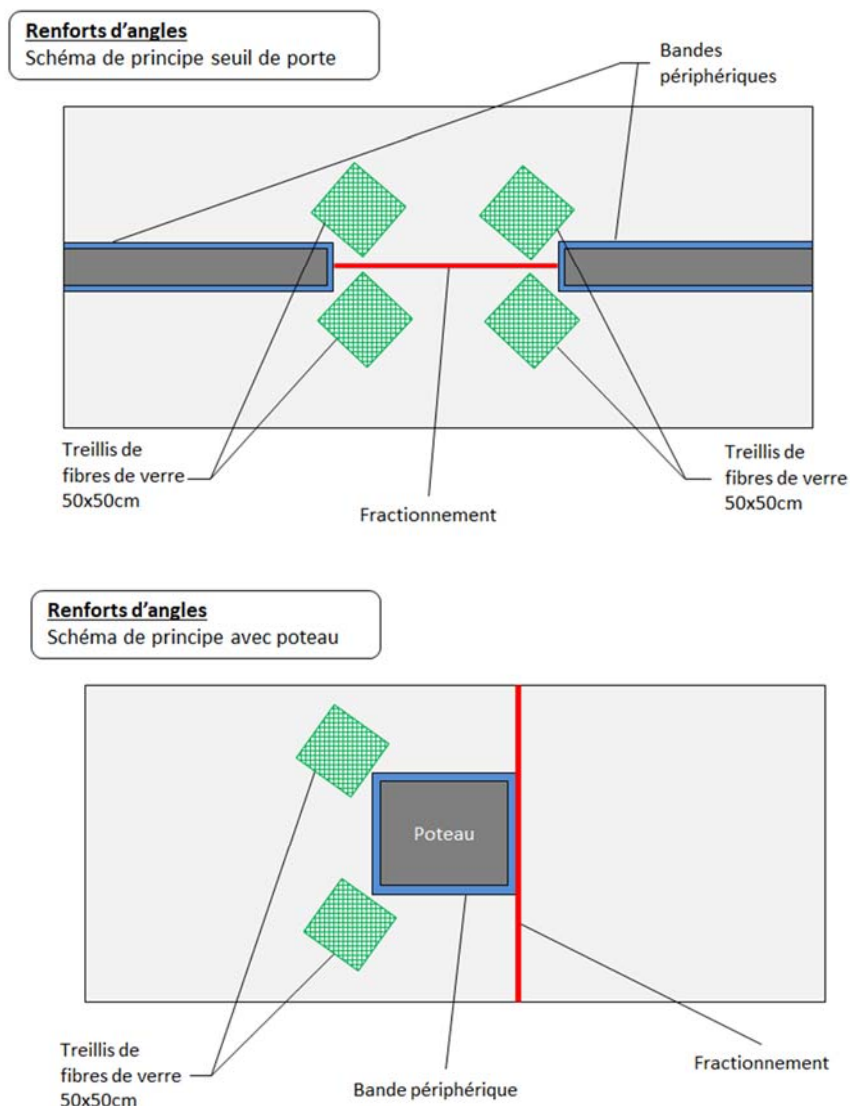 Renforts d'angles
Schéma de principe seuil de porte
Bandes
périphériques
Treillis de
fibres de verre
50x50cm
Fractionnement
Treillis de
fibres de verre
50x50cm
Renforts d'angles
Schéma de principe avec poteau
Poteau
Treillis de
fibres de verre
50x50cm
Bande périphérique
Fractionnement